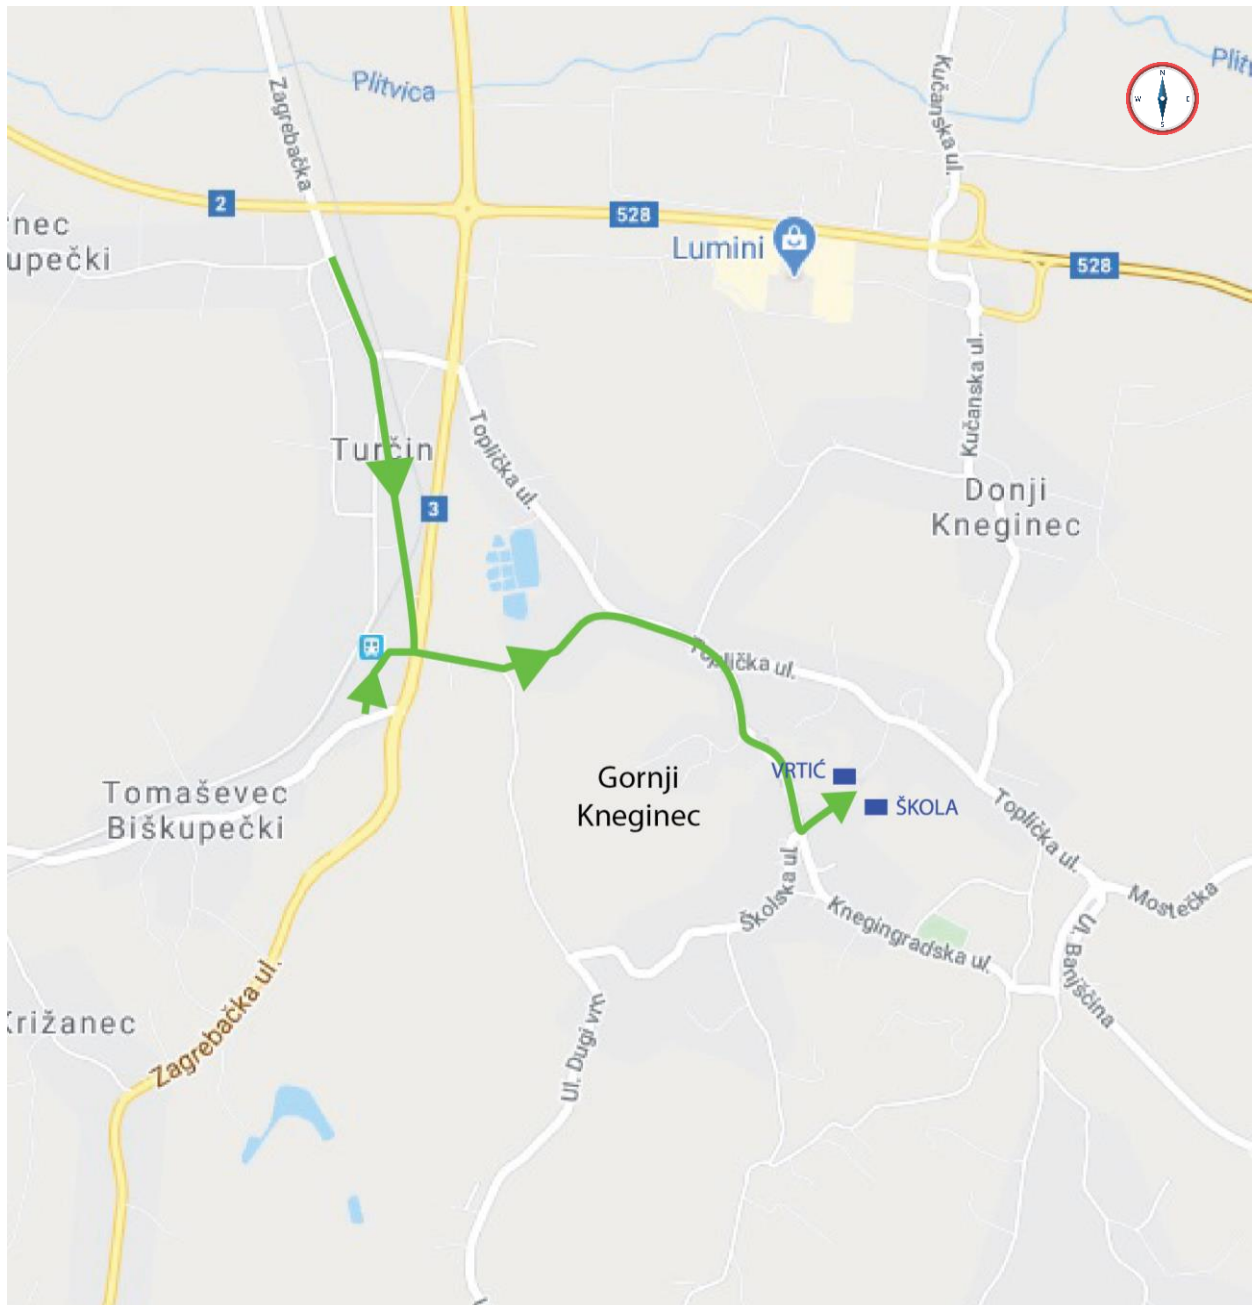 Plitvica
Plitv
Kučanska ul.
N
W
E
S
Zagrebačka
2
528
rnec
upečki
Lumini
528
Kučanska ul.
Toplička ul.
Turčin
3
Donji
Kneginec
Toplička ul.
VRTIĆ
ŠKOLA
Gornji
Kneginec
Tomaševec
Biškupečki
Toplička ul.
Mostečka
Školska ul.
Knegingradska ul.
Ul. Banjščina
Križanec
Zagrebačka ul.
Ul. Dugi vrh